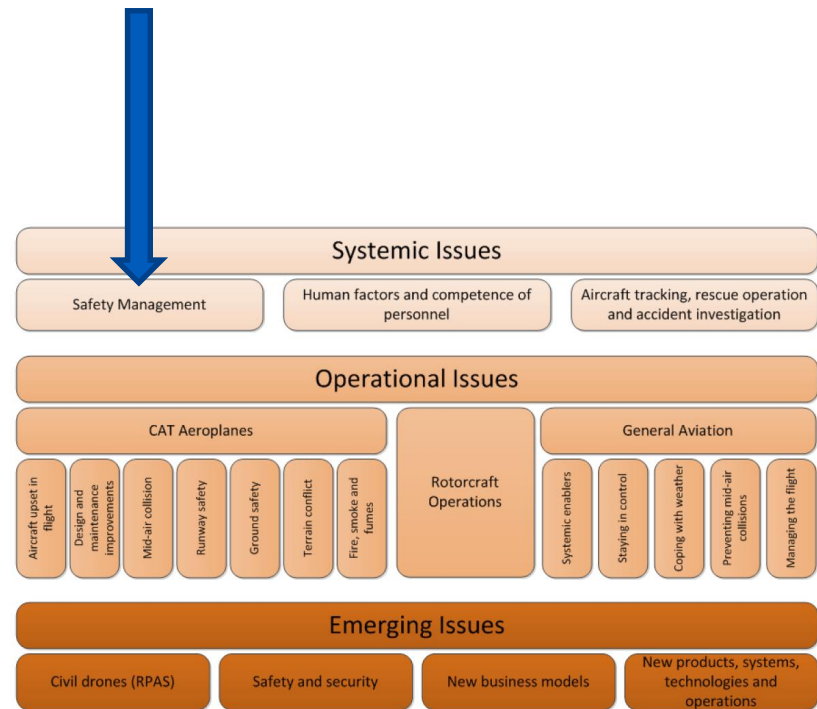 Systemic Issues
Safety Management
Human factors and competence of
personnel
Aircraft tracking, rescue operation
and accident investigation
Operational Issues
CAT Aeroplanes
Aircraft upset in
flight
Design and
maintenance
improvements
Mid-air collision
Runway safety
Ground safety
Terrain conflict
Fire, smoke and
fumes
Rotorcraft
Operations
General Aviation
Systemic enablers
Staying in control
Coping with weather
Preventing mid-air
collisions
Managing the flight
Emerging Issues
Civil drones (RPAS)
Safety and security
New business models
New products, systems,
technologies and
operations